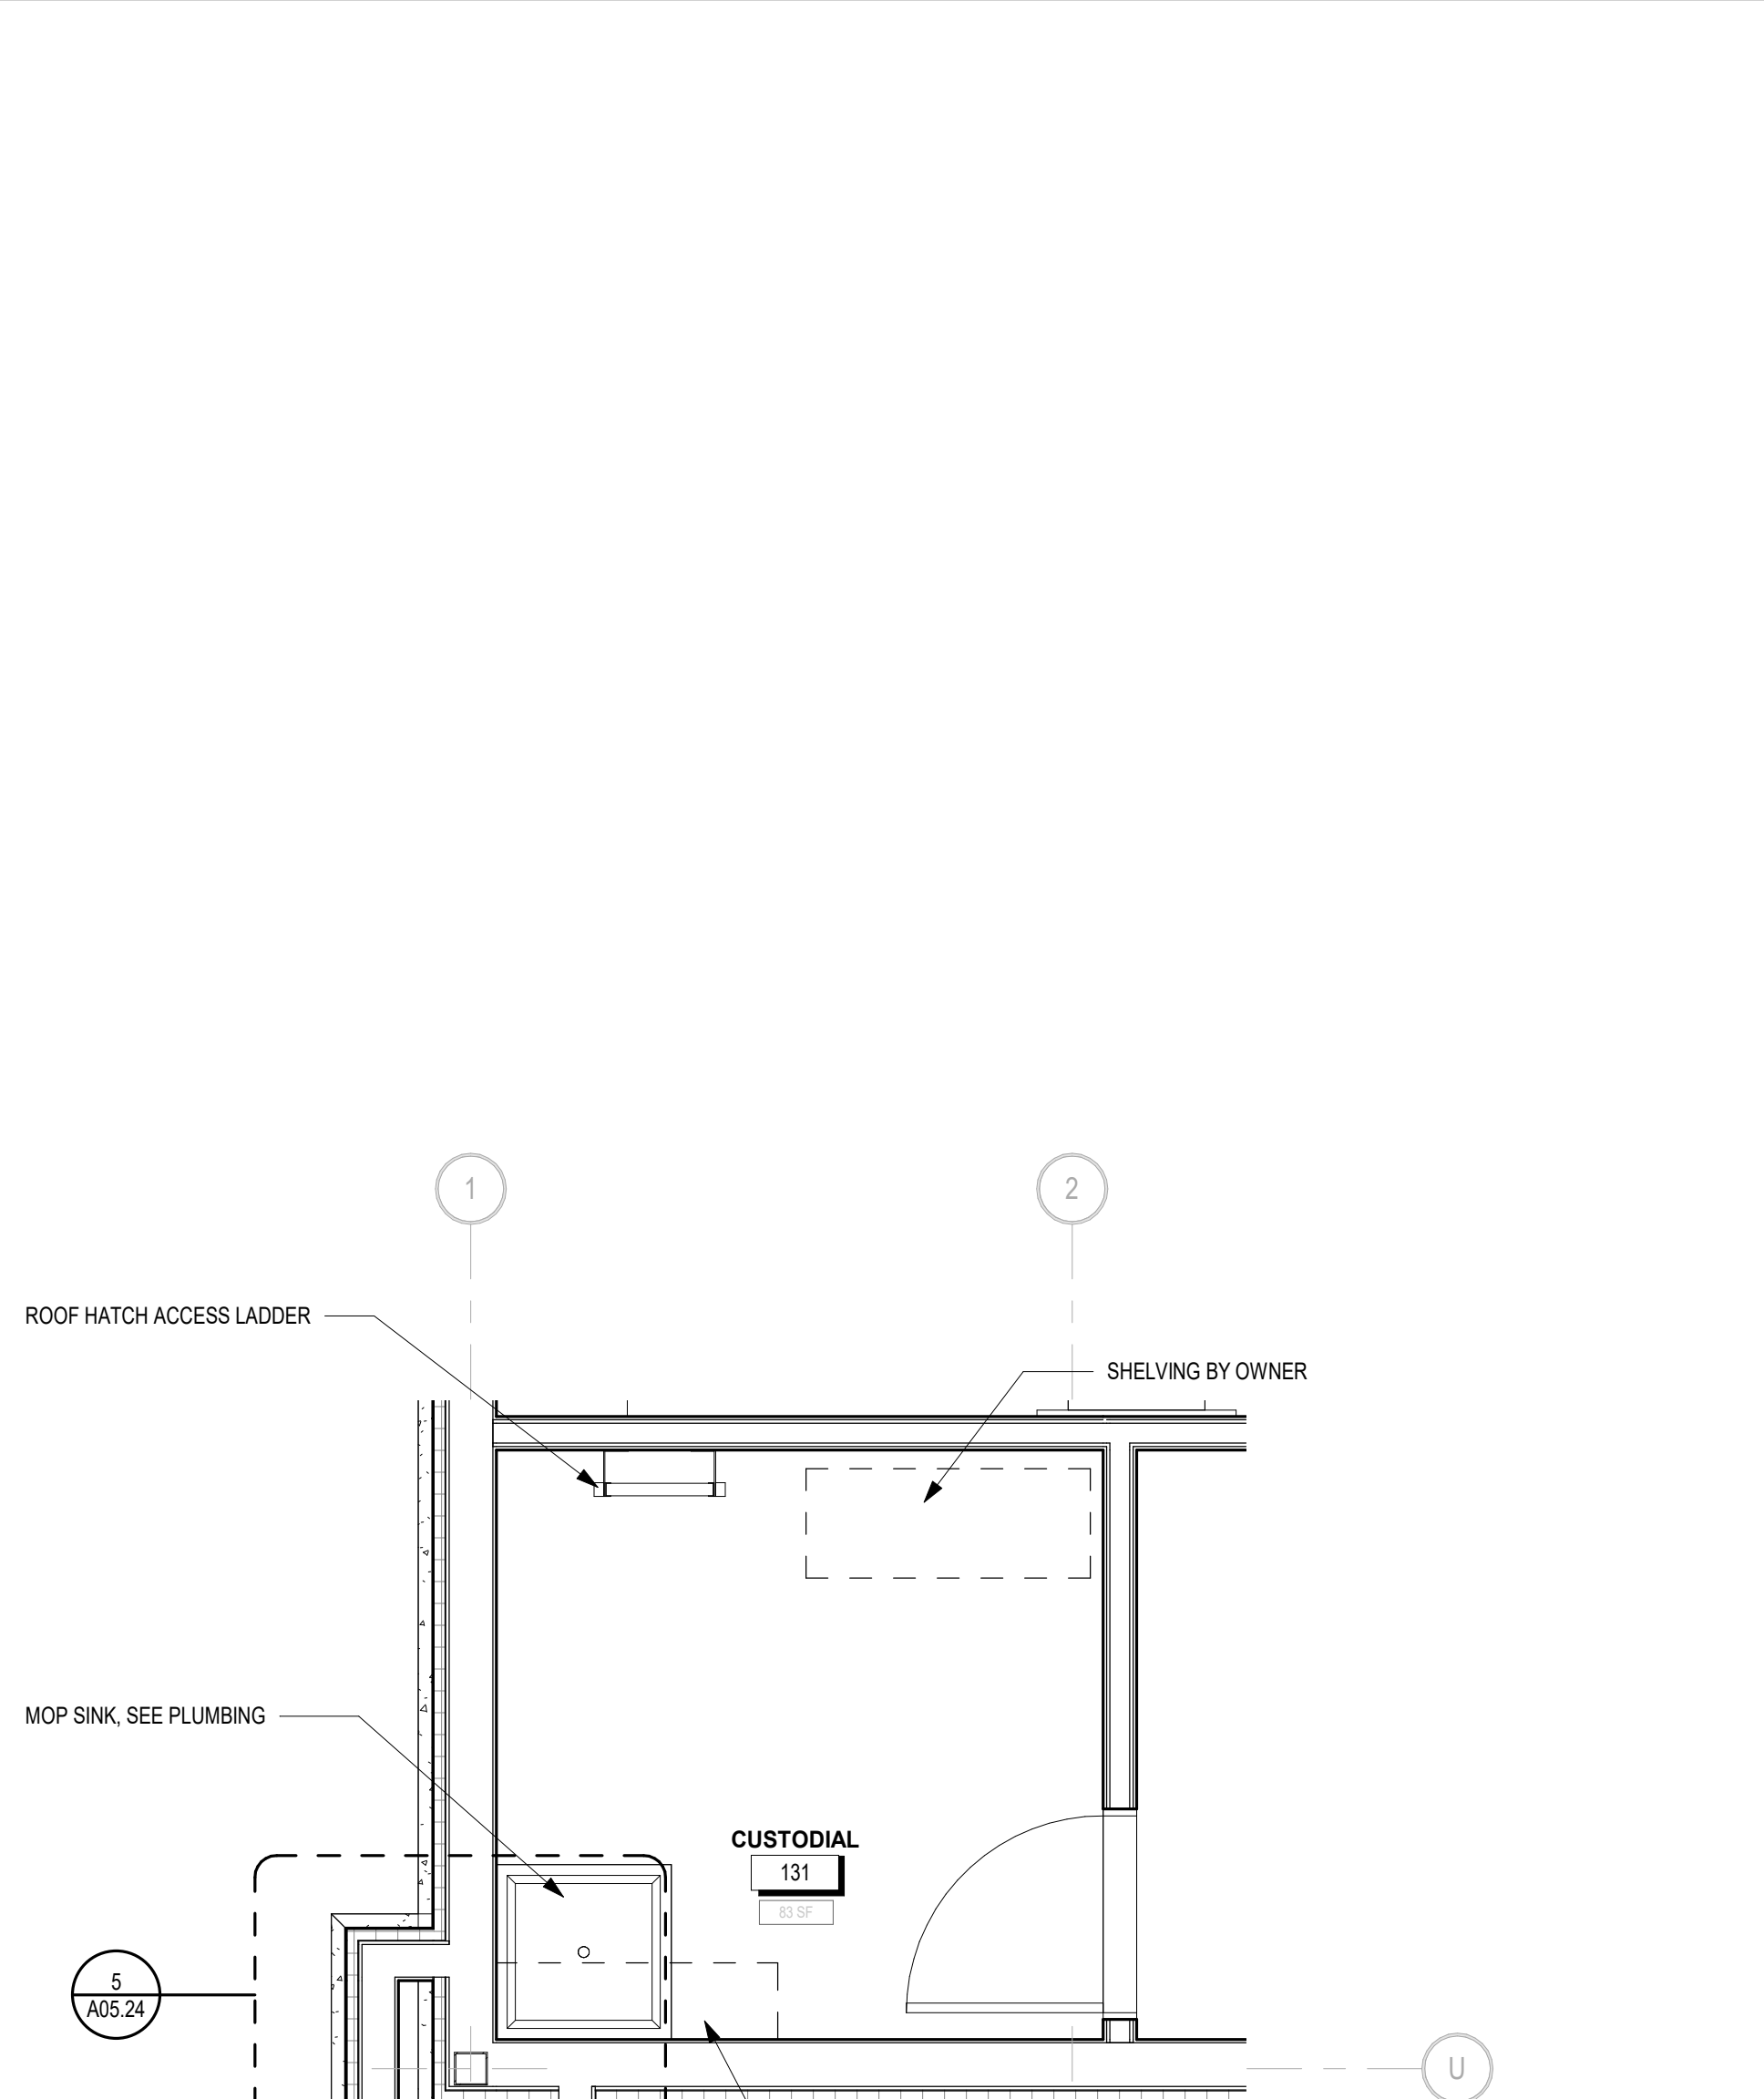 1
2
ROOF HATCH ACCESS LADDER
SHELVING BY OWNER
MOP SINK, SEE PLUMBING
CUSTODIAL
131
83 SF
5
A05.24
U